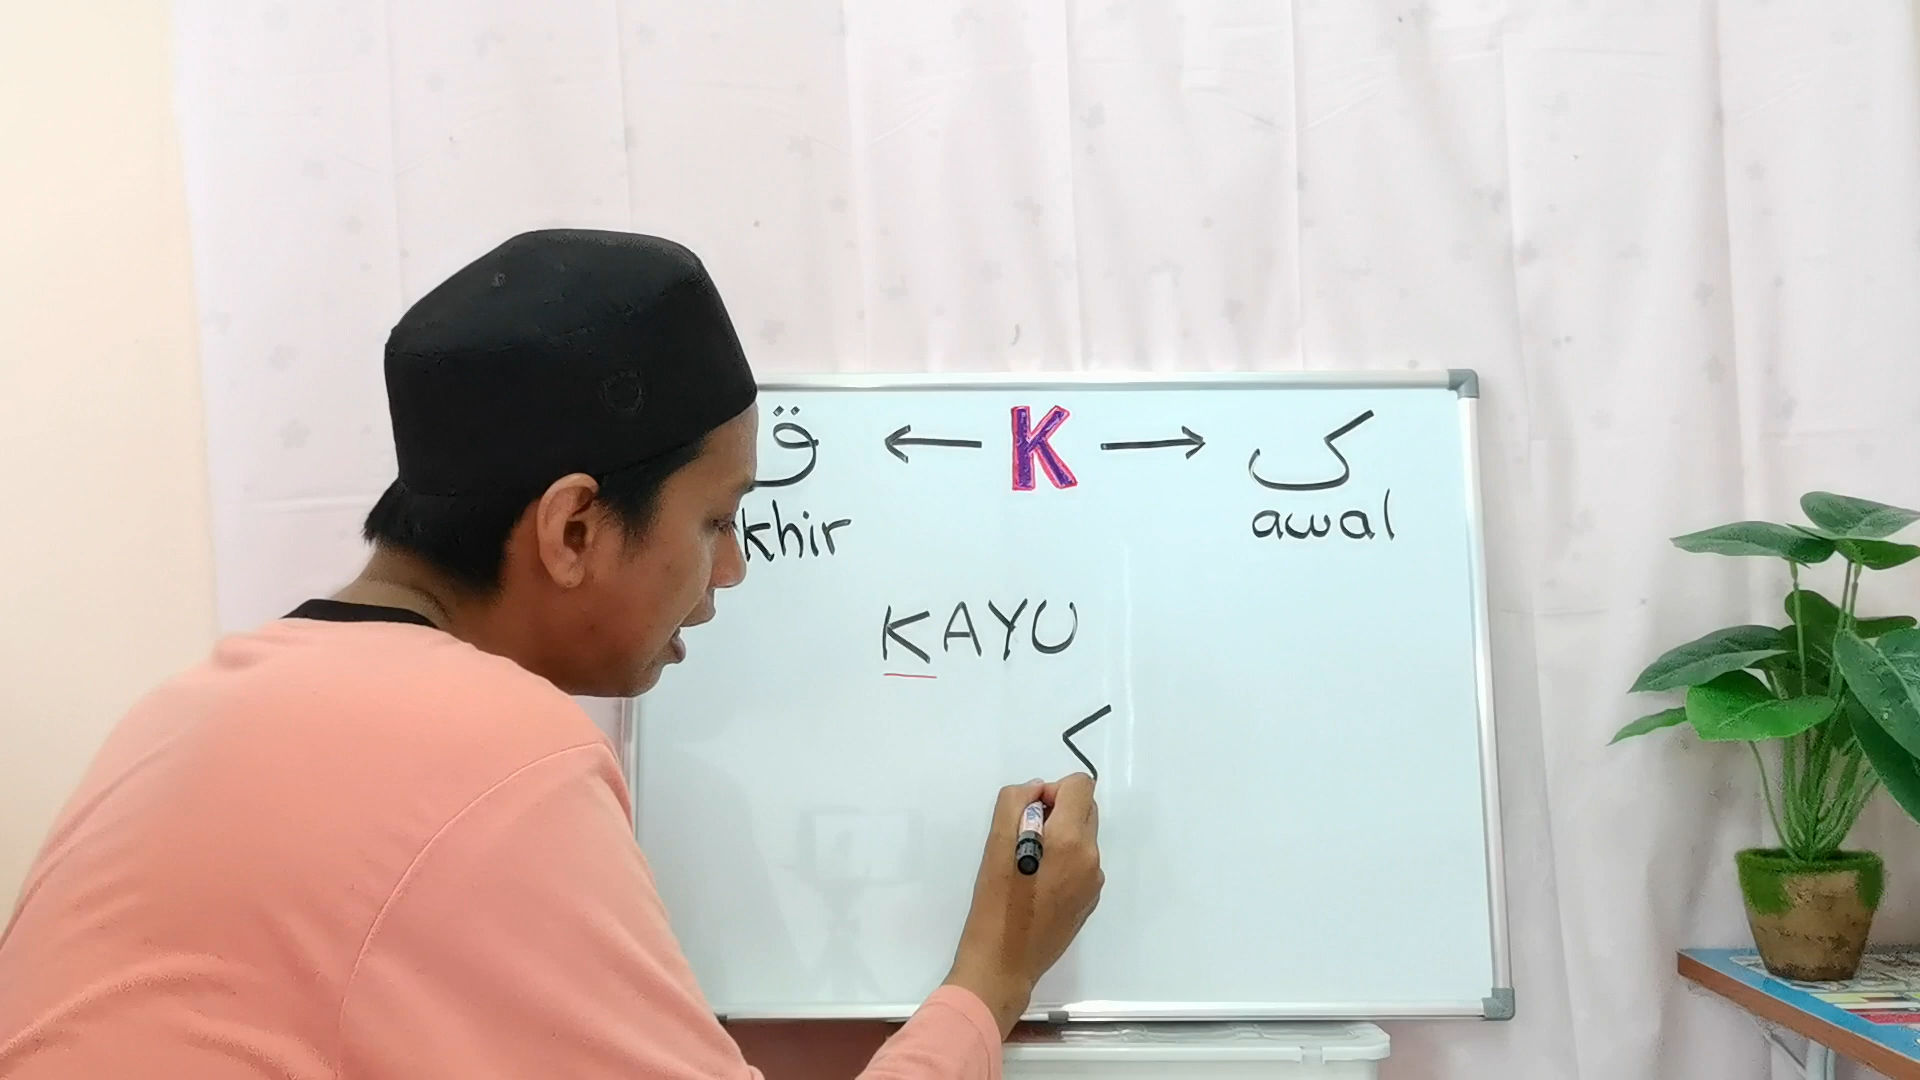 ق ← K → ک
khir awal
KAYU
ک